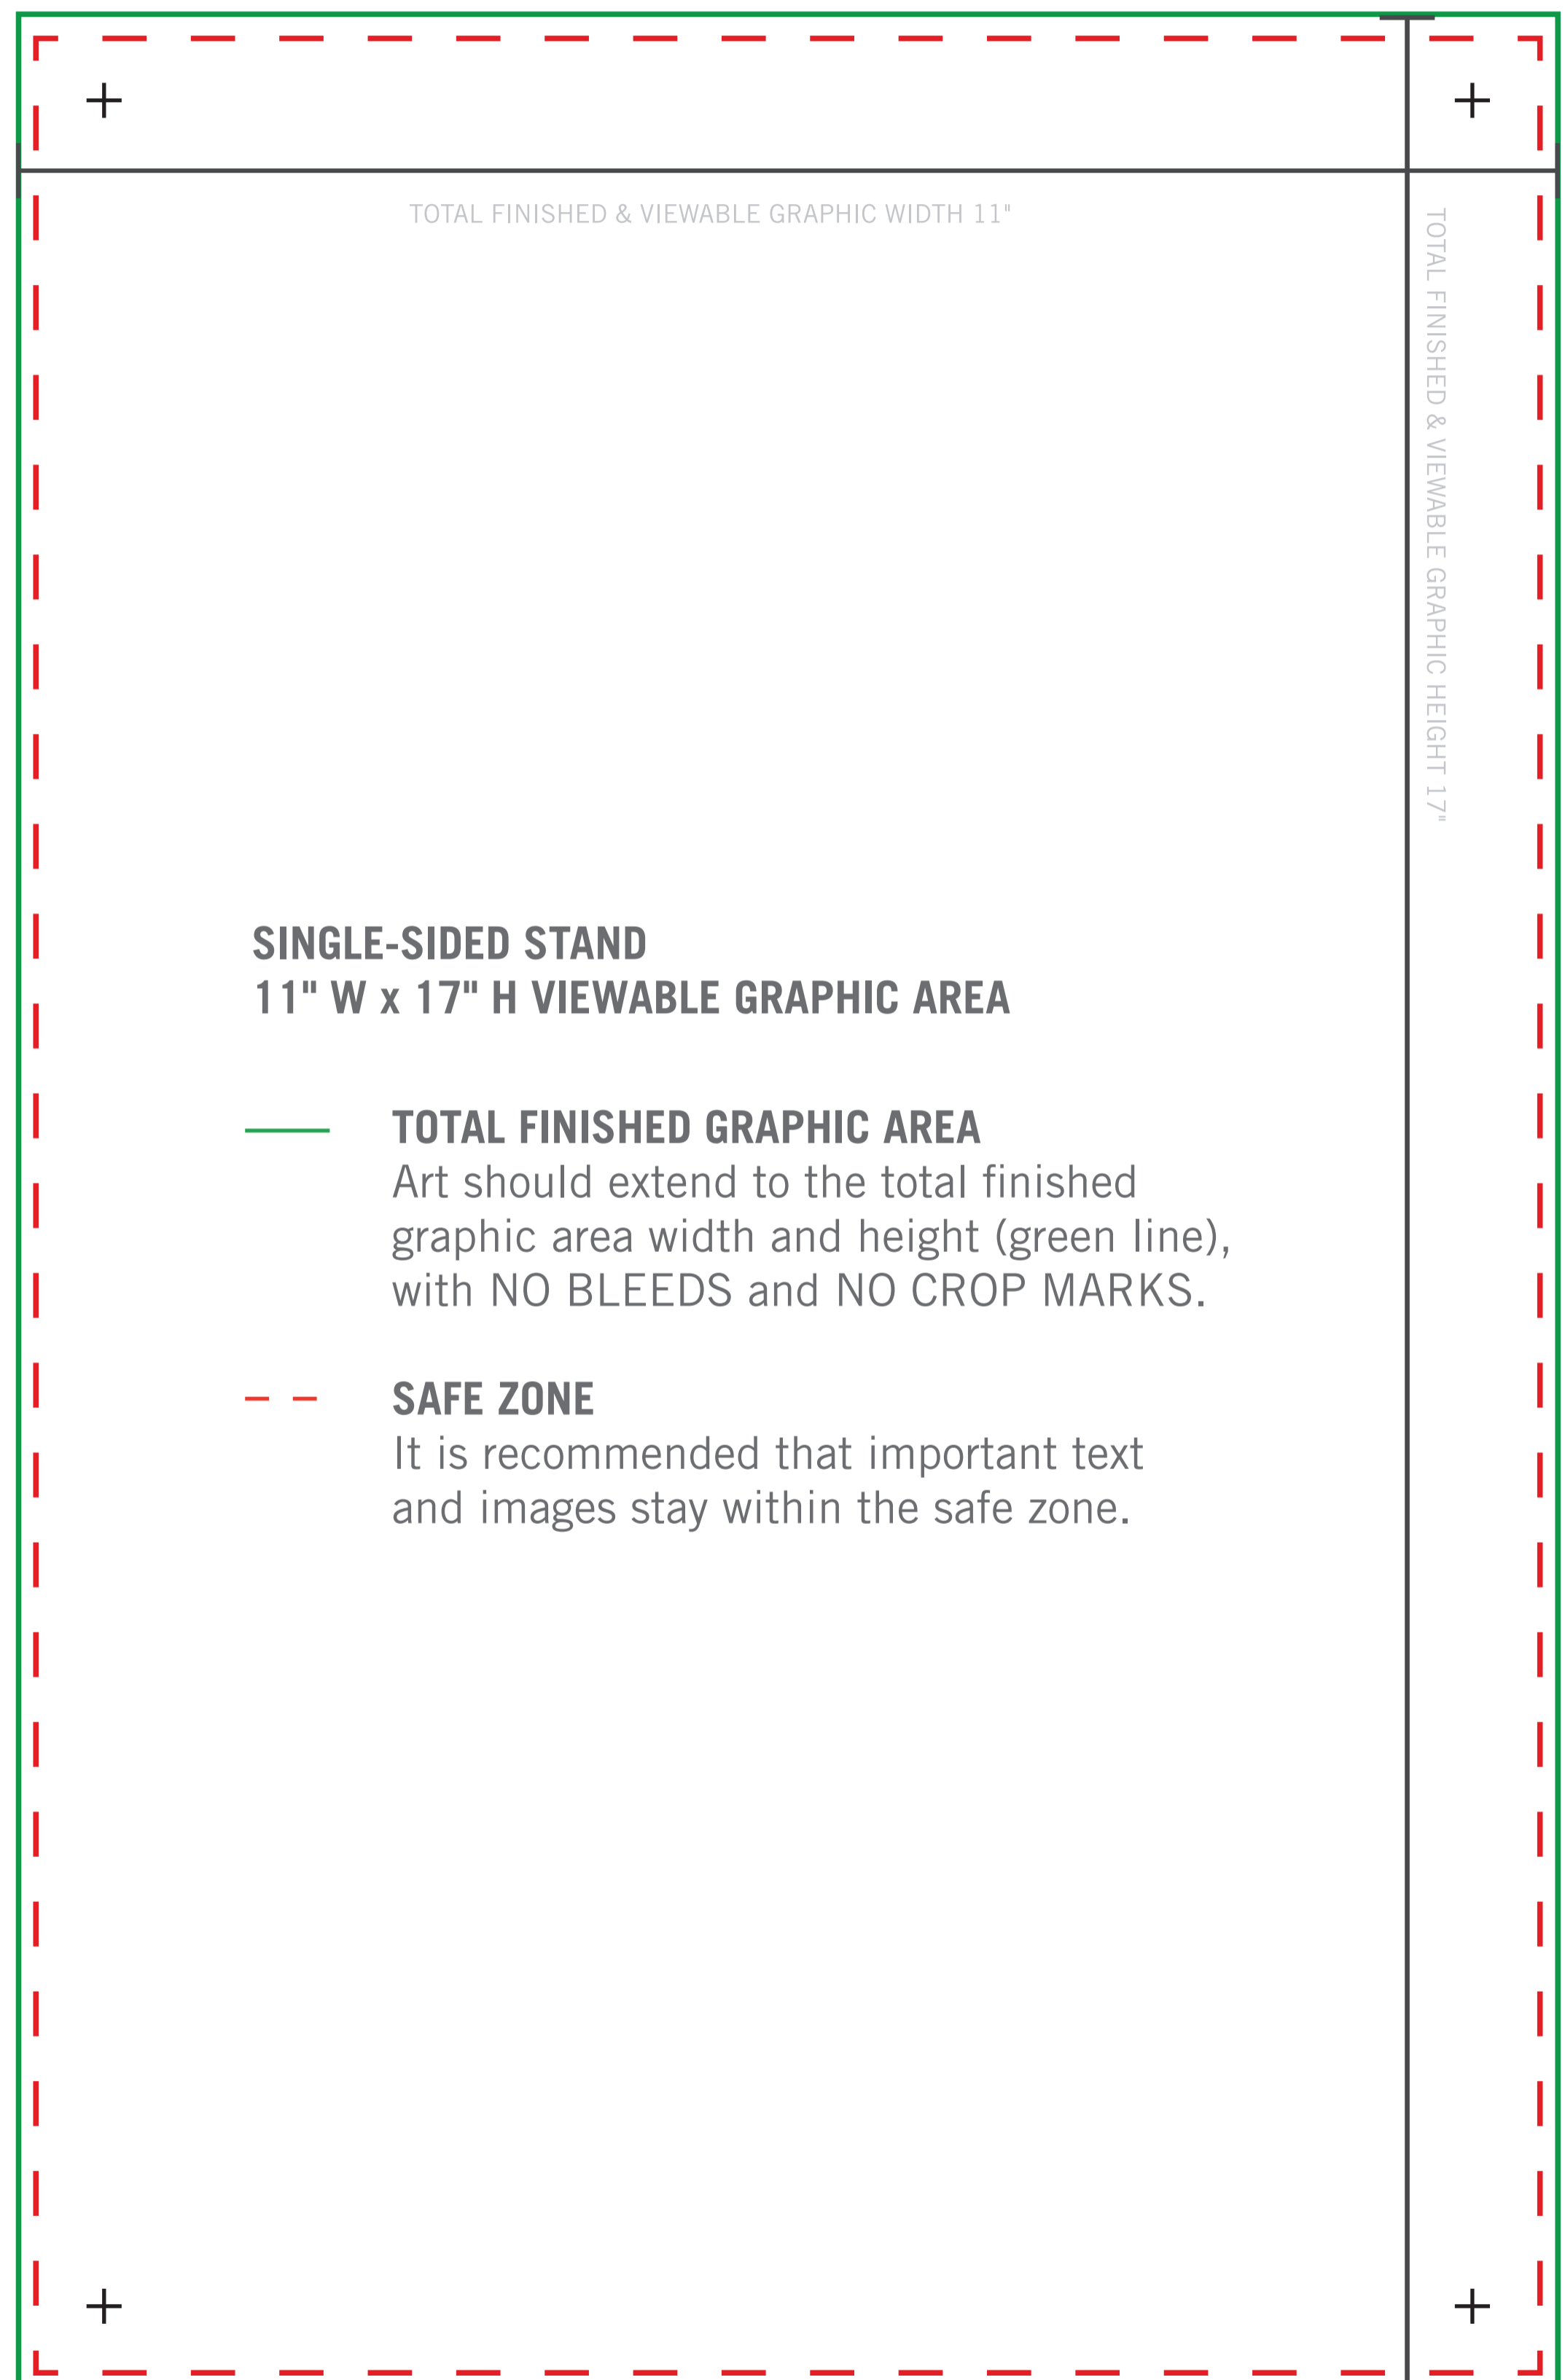 TOTAL FINISHED & VIEWABLE GRAPHIC WIDTH 11"
TOTAL FINISHED & VIEWABLE GRAPHIC HEIGHT 17"
SINGLE-SIDED STAND
11" W x 17" H VIEWABLE GRAPHIC AREA
TOTAL FINISHED GRAPHIC AREA
Art should extend to the total finished
graphic area width and height (green line),
with NO BLEEDS and NO CROP MARKS.
SAFE ZONE
It is recommended that important text
and images stay within the safe zone.